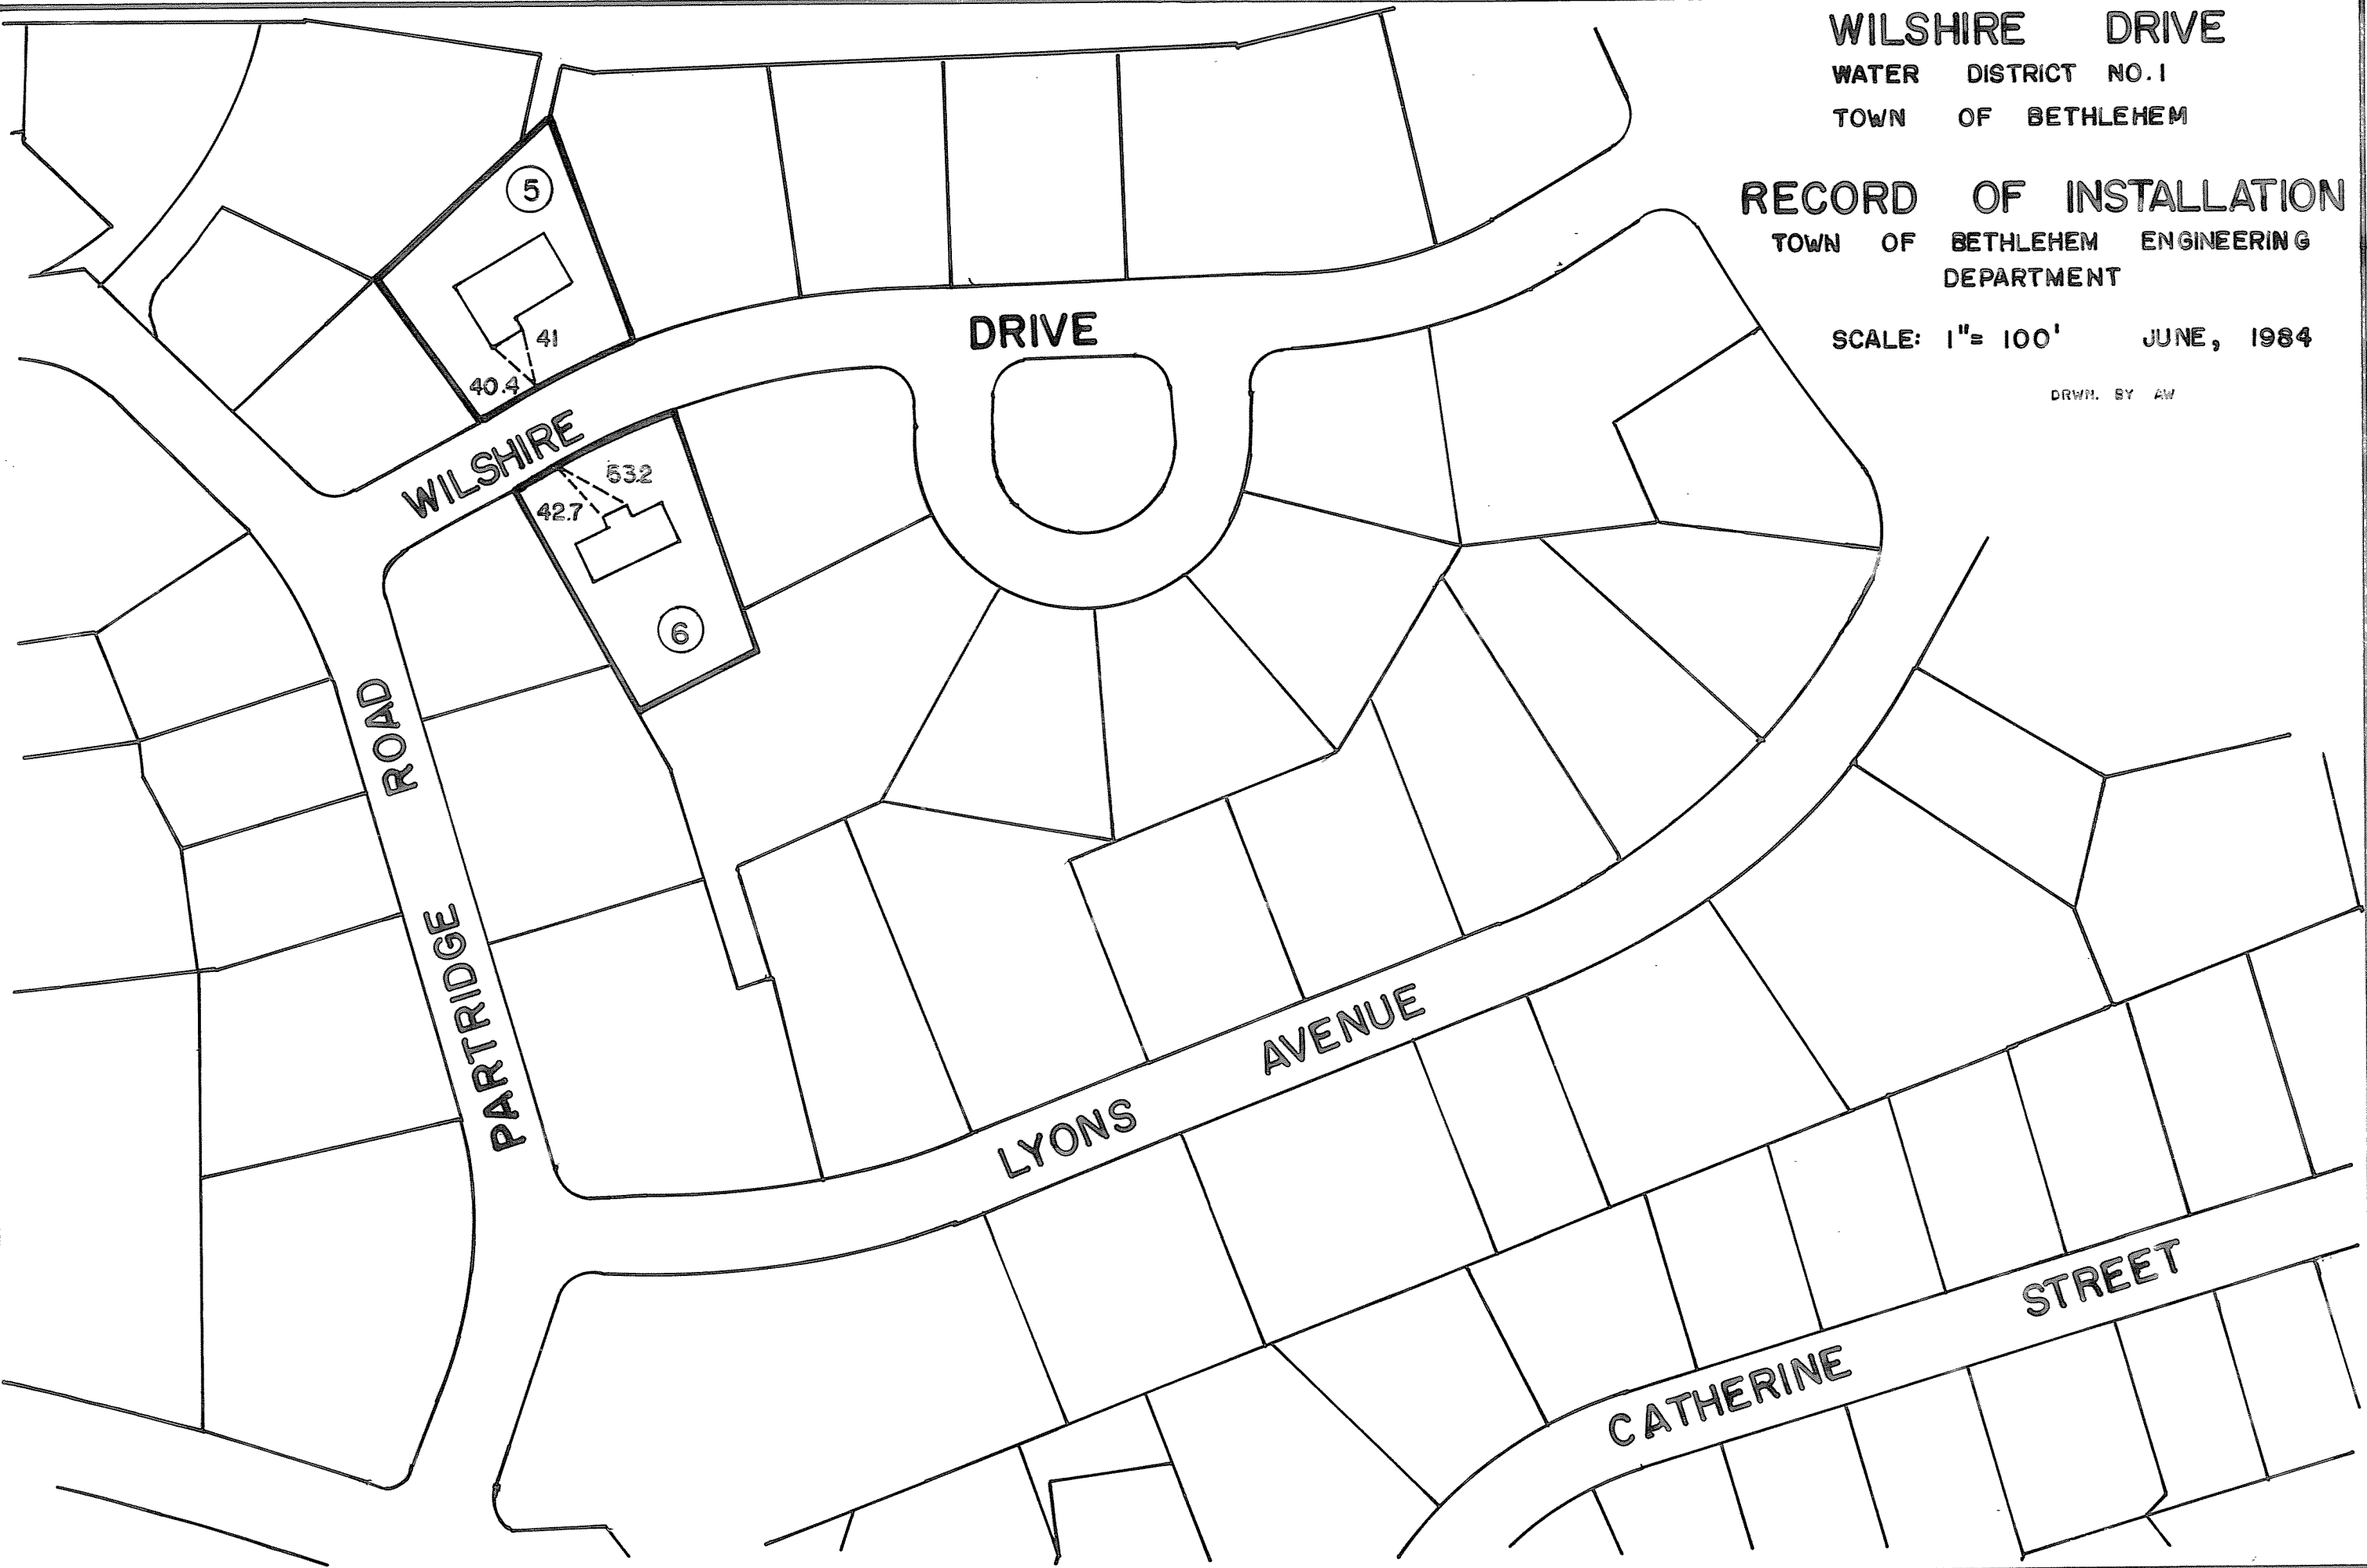 WILSHIRE DRIVE
WATER DISTRICT NO. 1
TOWN OF BETHLEHEM
RECORD OF INSTALLATION
TOWN OF BETHLEHEM ENGINEERING
DEPARTMENT
SCALE: 1"= 100' JUNE, 1984
DRWN. BY AW
5
41
40.4
WILSHIRE
DRIVE
53.2
42.7
6
ROAD
PARTRIDGE
LYONS
AVENUE
CATHERINE
STREET